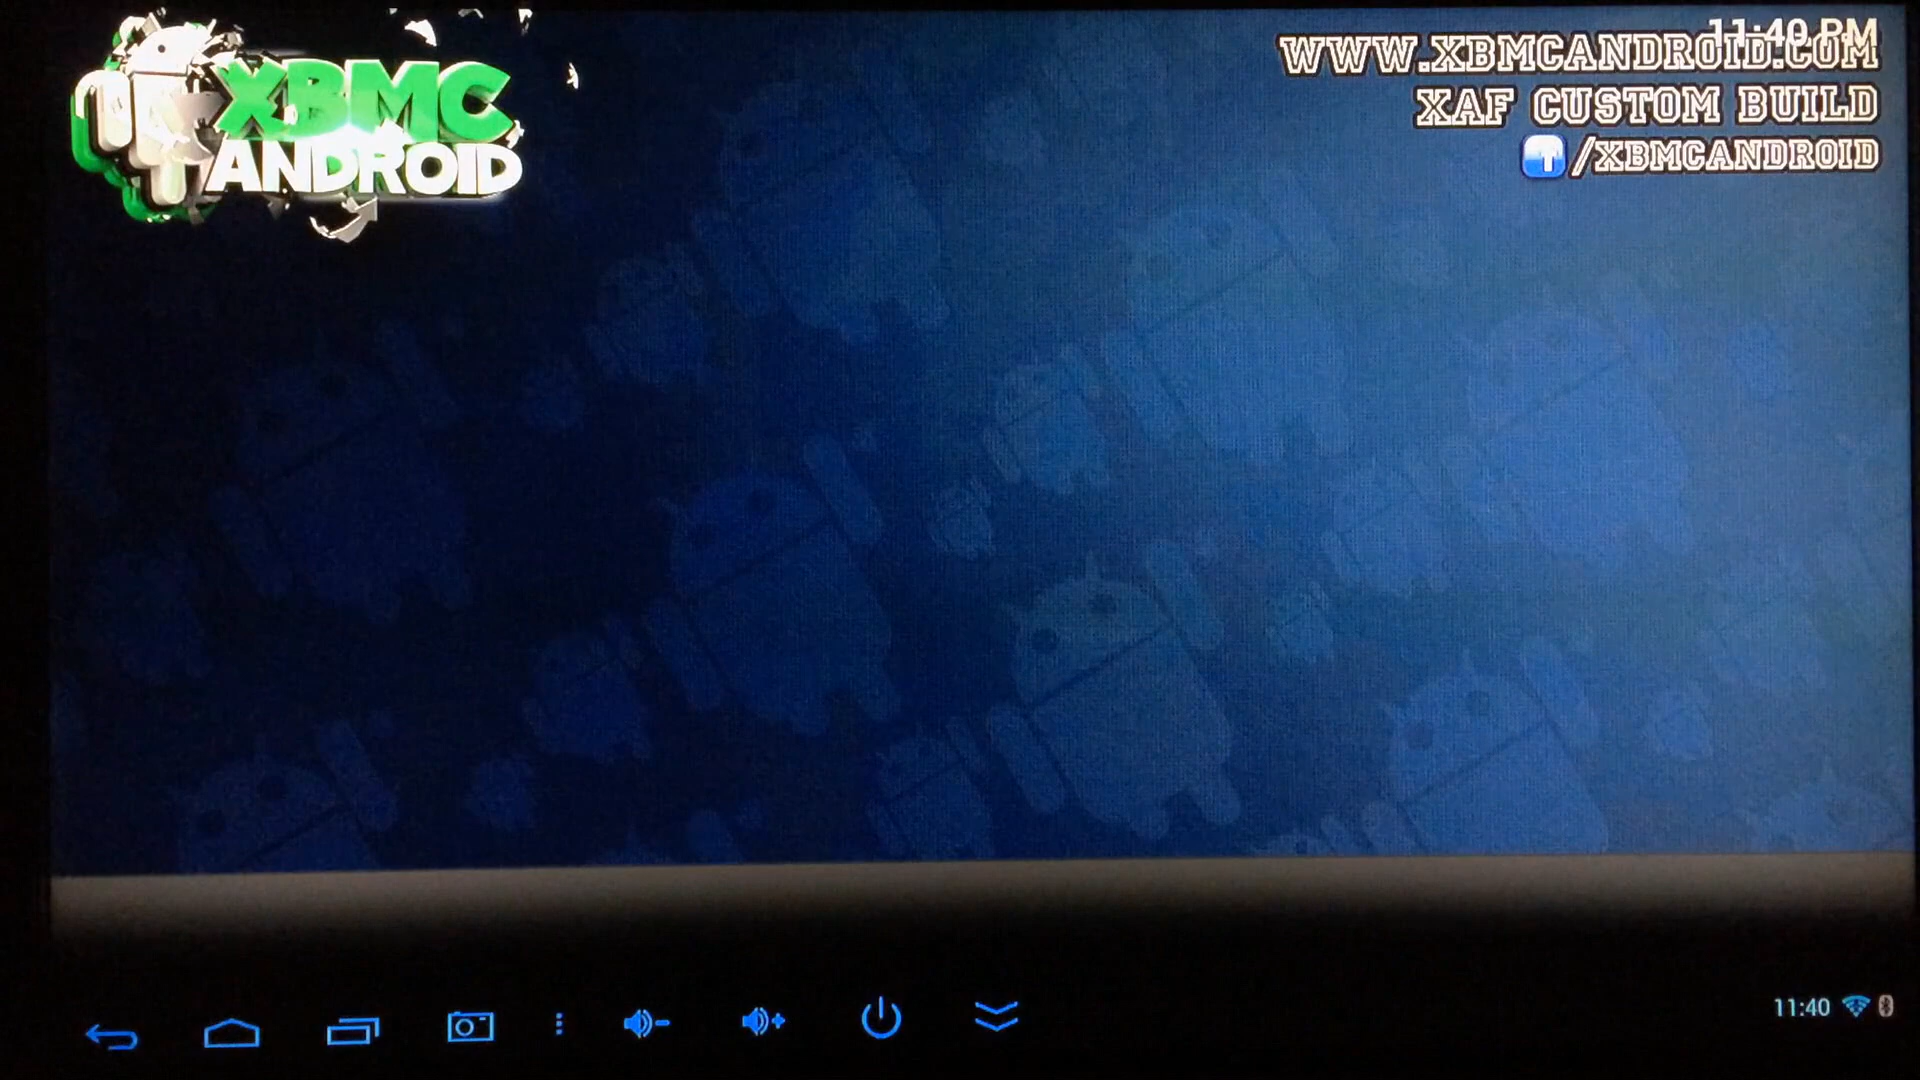 XBMC
ANDROID
11:40 PM
WWW.XBMCANDROID.COM
XAF CUSTOM BUILD
/XBMCANDROID
11:40